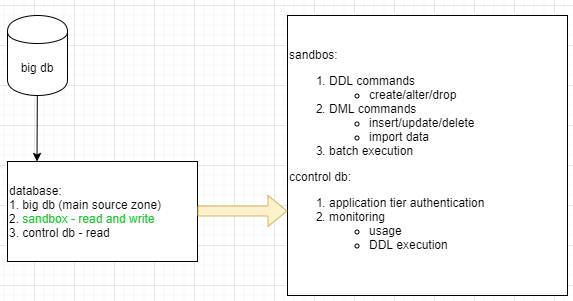 big db
database:
1. big db (main source zone)
2. sandbox - read and write
3. control db - read
sandbos:
1. DDL commands
create/alter/drop
2. DML commands
insert/update/delete
import data
3. batch execution
ccontrol db:
1. application tier authentication
2. monitoring
usage
DDL execution